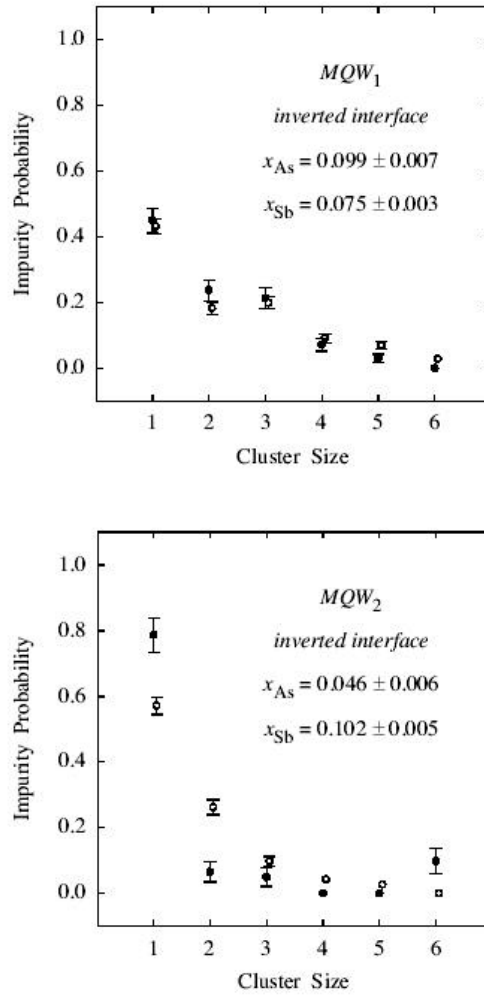 1.0
0.8
0.6
0.4
0.2
0.0
Impurity Probability
MQW1
inverted interface
xAs = 0.099 ± 0.007
xSb = 0.075 ± 0.003
1 2 3 4 5 6
Cluster Size
1.0
0.8
0.6
0.4
0.2
0.0
Impurity Probability
MQW2
inverted interface
xAs = 0.046 ± 0.006
xSb = 0.102 ± 0.005
1 2 3 4 5 6
Cluster Size